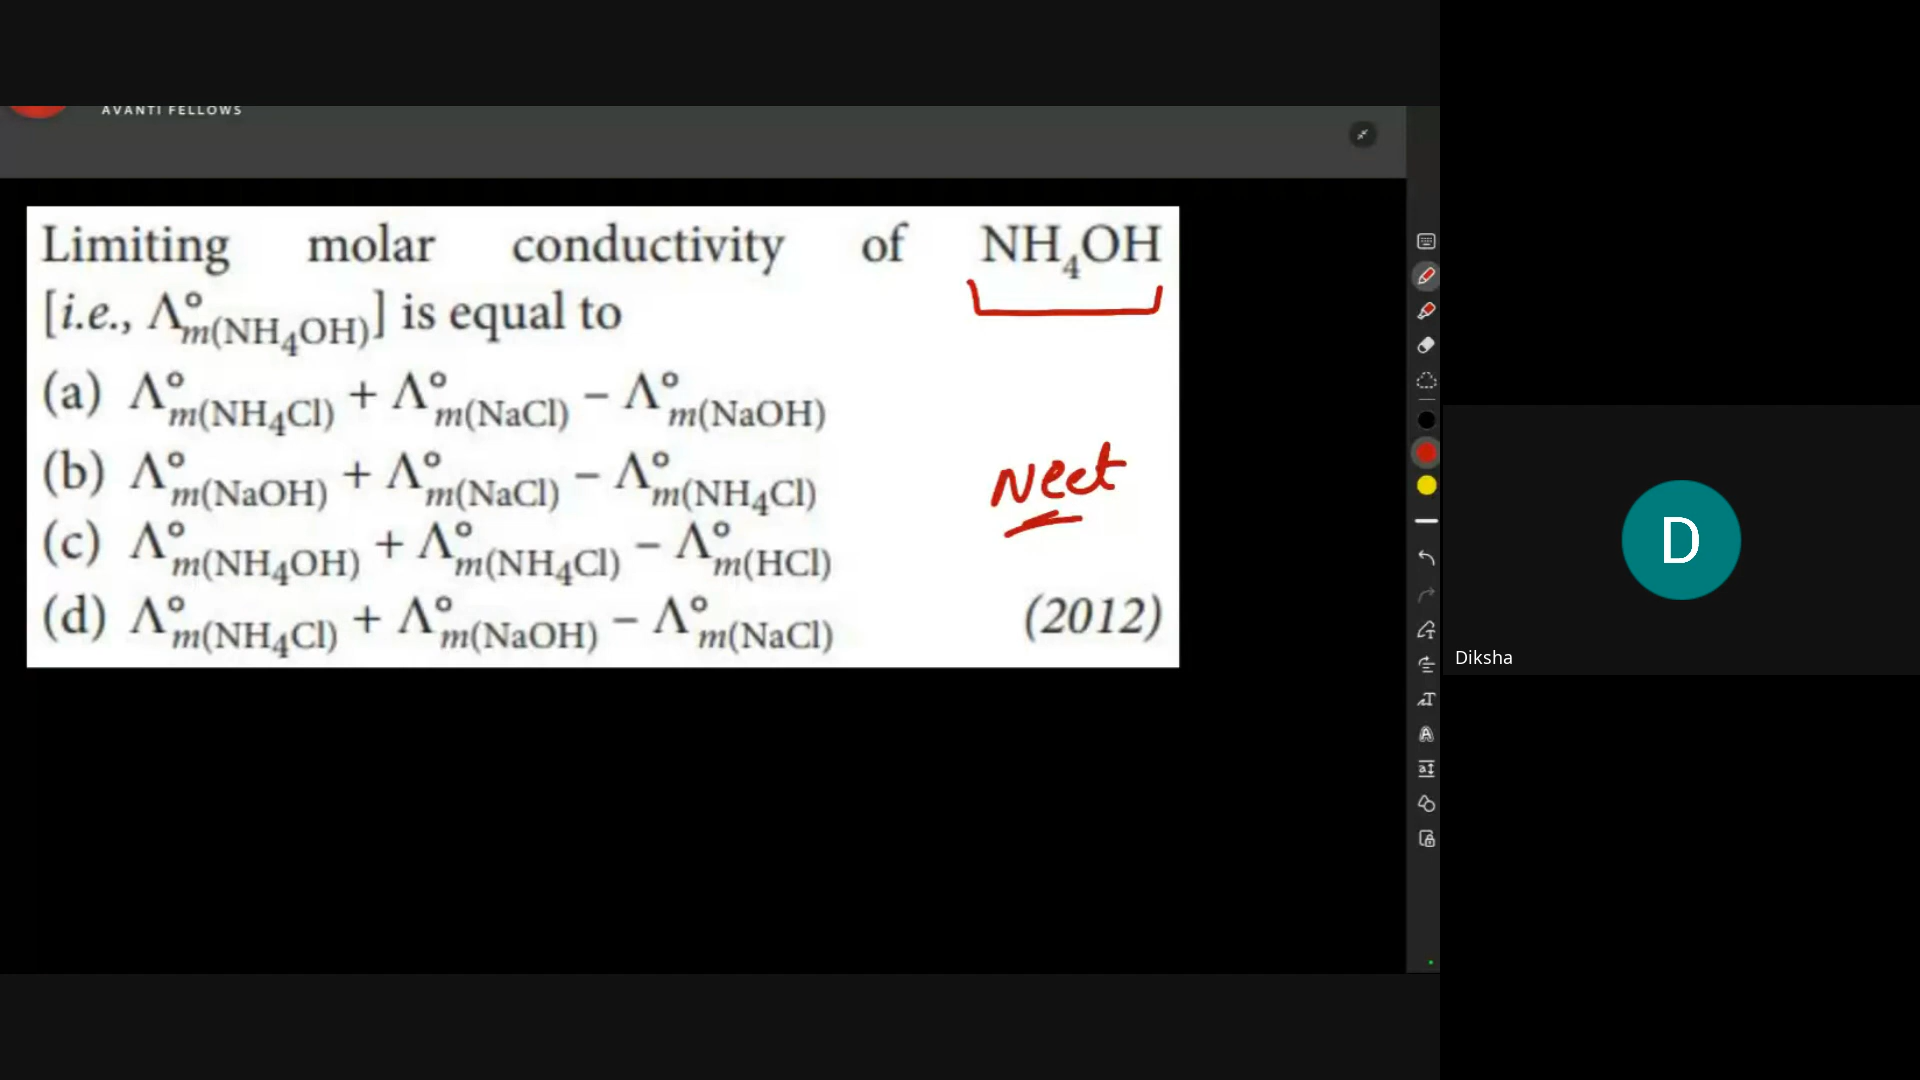 AVANTI FELLOWS
Limiting molar conductivity of NH₄OH
[i.e., Λ°m(NH₄OH)] is equal to
(a) Λ°m(NH₄Cl) + Λ°m(NaCl) − Λ°m(NaOH)
(b) Λ°m(NaOH) + Λ°m(NaCl) − Λ°m(NH₄Cl)
Neet
(c) Λ°m(NH₄OH) + Λ°m(NH₄Cl) − Λ°m(HCl)
(d) Λ°m(NH₄Cl) + Λ°m(NaOH) − Λ°m(NaCl) (2012)
D
Diksha